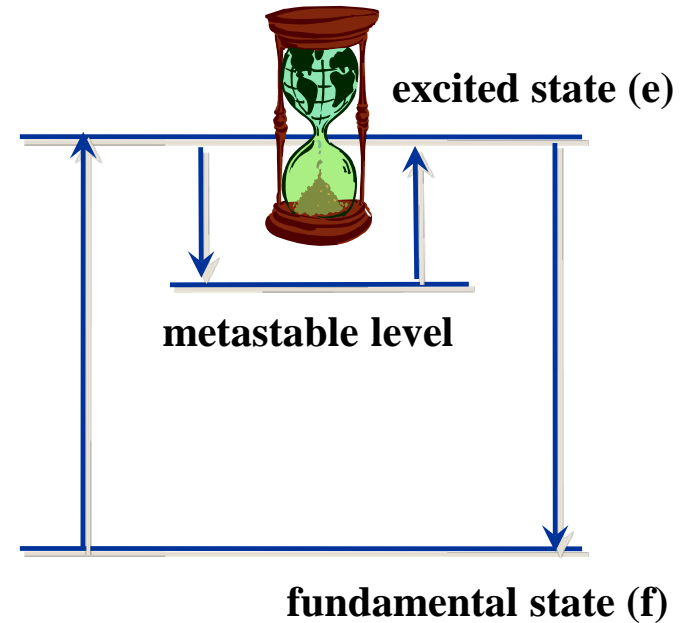 excited state (e)
metastable level
fundamental state (f)